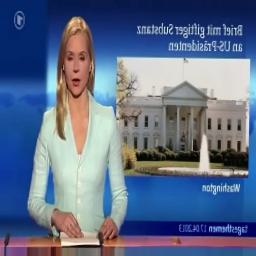 Brief mit giftiger Substanz
an US-Präsidenten
Washington
tagesthemen 17.04.2013